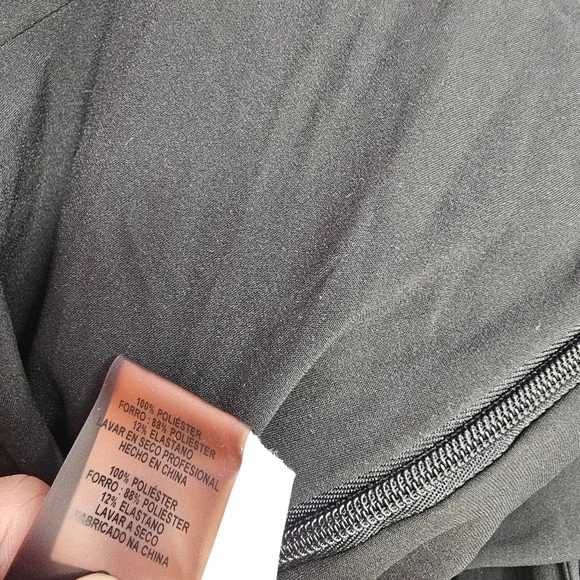 100% POLIÉSTER
FORRO: 88% POLIÉSTER
12% ELASTANO
LAVAR EN SECO PROFESIONAL
HECHO EN CHINA
100% POLIÉSTER
FORRO: 88% POLIÉSTER
12% ELASTANO
LAVAR A SECO
FABRICADO NA CHINA